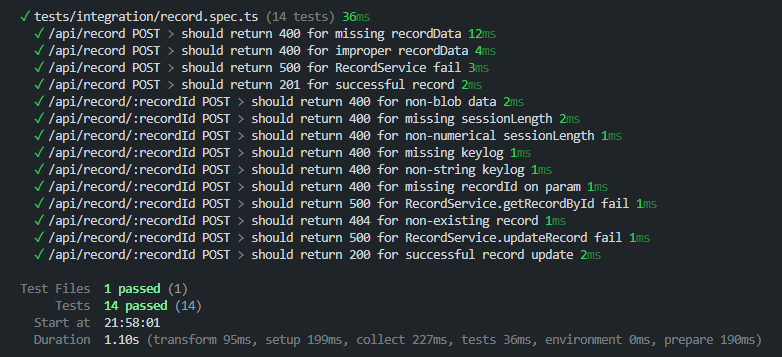 ✓ tests/integration/record.spec.ts (14 tests) 36ms
✓ /api/record POST > should return 400 for missing recordData 12ms
✓ /api/record POST > should return 400 for improper recordData 4ms
✓ /api/record POST > should return 500 for RecordService fail 3ms
✓ /api/record POST > should return 201 for successful record 2ms
✓ /api/record/:recordId POST > should return 400 for non-blob data 2ms
✓ /api/record/:recordId POST > should return 400 for missing sessionLength 2ms
✓ /api/record/:recordId POST > should return 400 for non-numerical sessionLength 1ms
✓ /api/record/:recordId POST > should return 400 for missing keylog 1ms
✓ /api/record/:recordId POST > should return 400 for non-string keylog 1ms
✓ /api/record/:recordId POST > should return 400 for missing recordId on param 1ms
✓ /api/record/:recordId POST > should return 500 for RecordService.getRecordById fail 1ms
✓ /api/record/:recordId POST > should return 404 for non-existing record 1ms
✓ /api/record/:recordId POST > should return 500 for RecordService.updateRecord fail 1ms
✓ /api/record/:recordId POST > should return 200 for successful record update 2ms
Test Files 1 passed (1)
Tests 14 passed (14)
Start at 21:58:01
Duration 1.10s (transform 95ms, setup 199ms, collect 227ms, tests 36ms, environment 0ms, prepare 190ms)